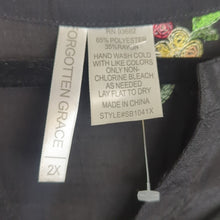 FORGOTTEN GRACE
2X
RN 93682
65% POLYESTER
35% RAYON
HAND WASH COLD
WITH LIKE COLORS
ONLY NON-
CHLORINE BLEACH
AS NEEDED
LAY FLAT TO DRY
MADE IN CHINA
STYLE#SB1041X